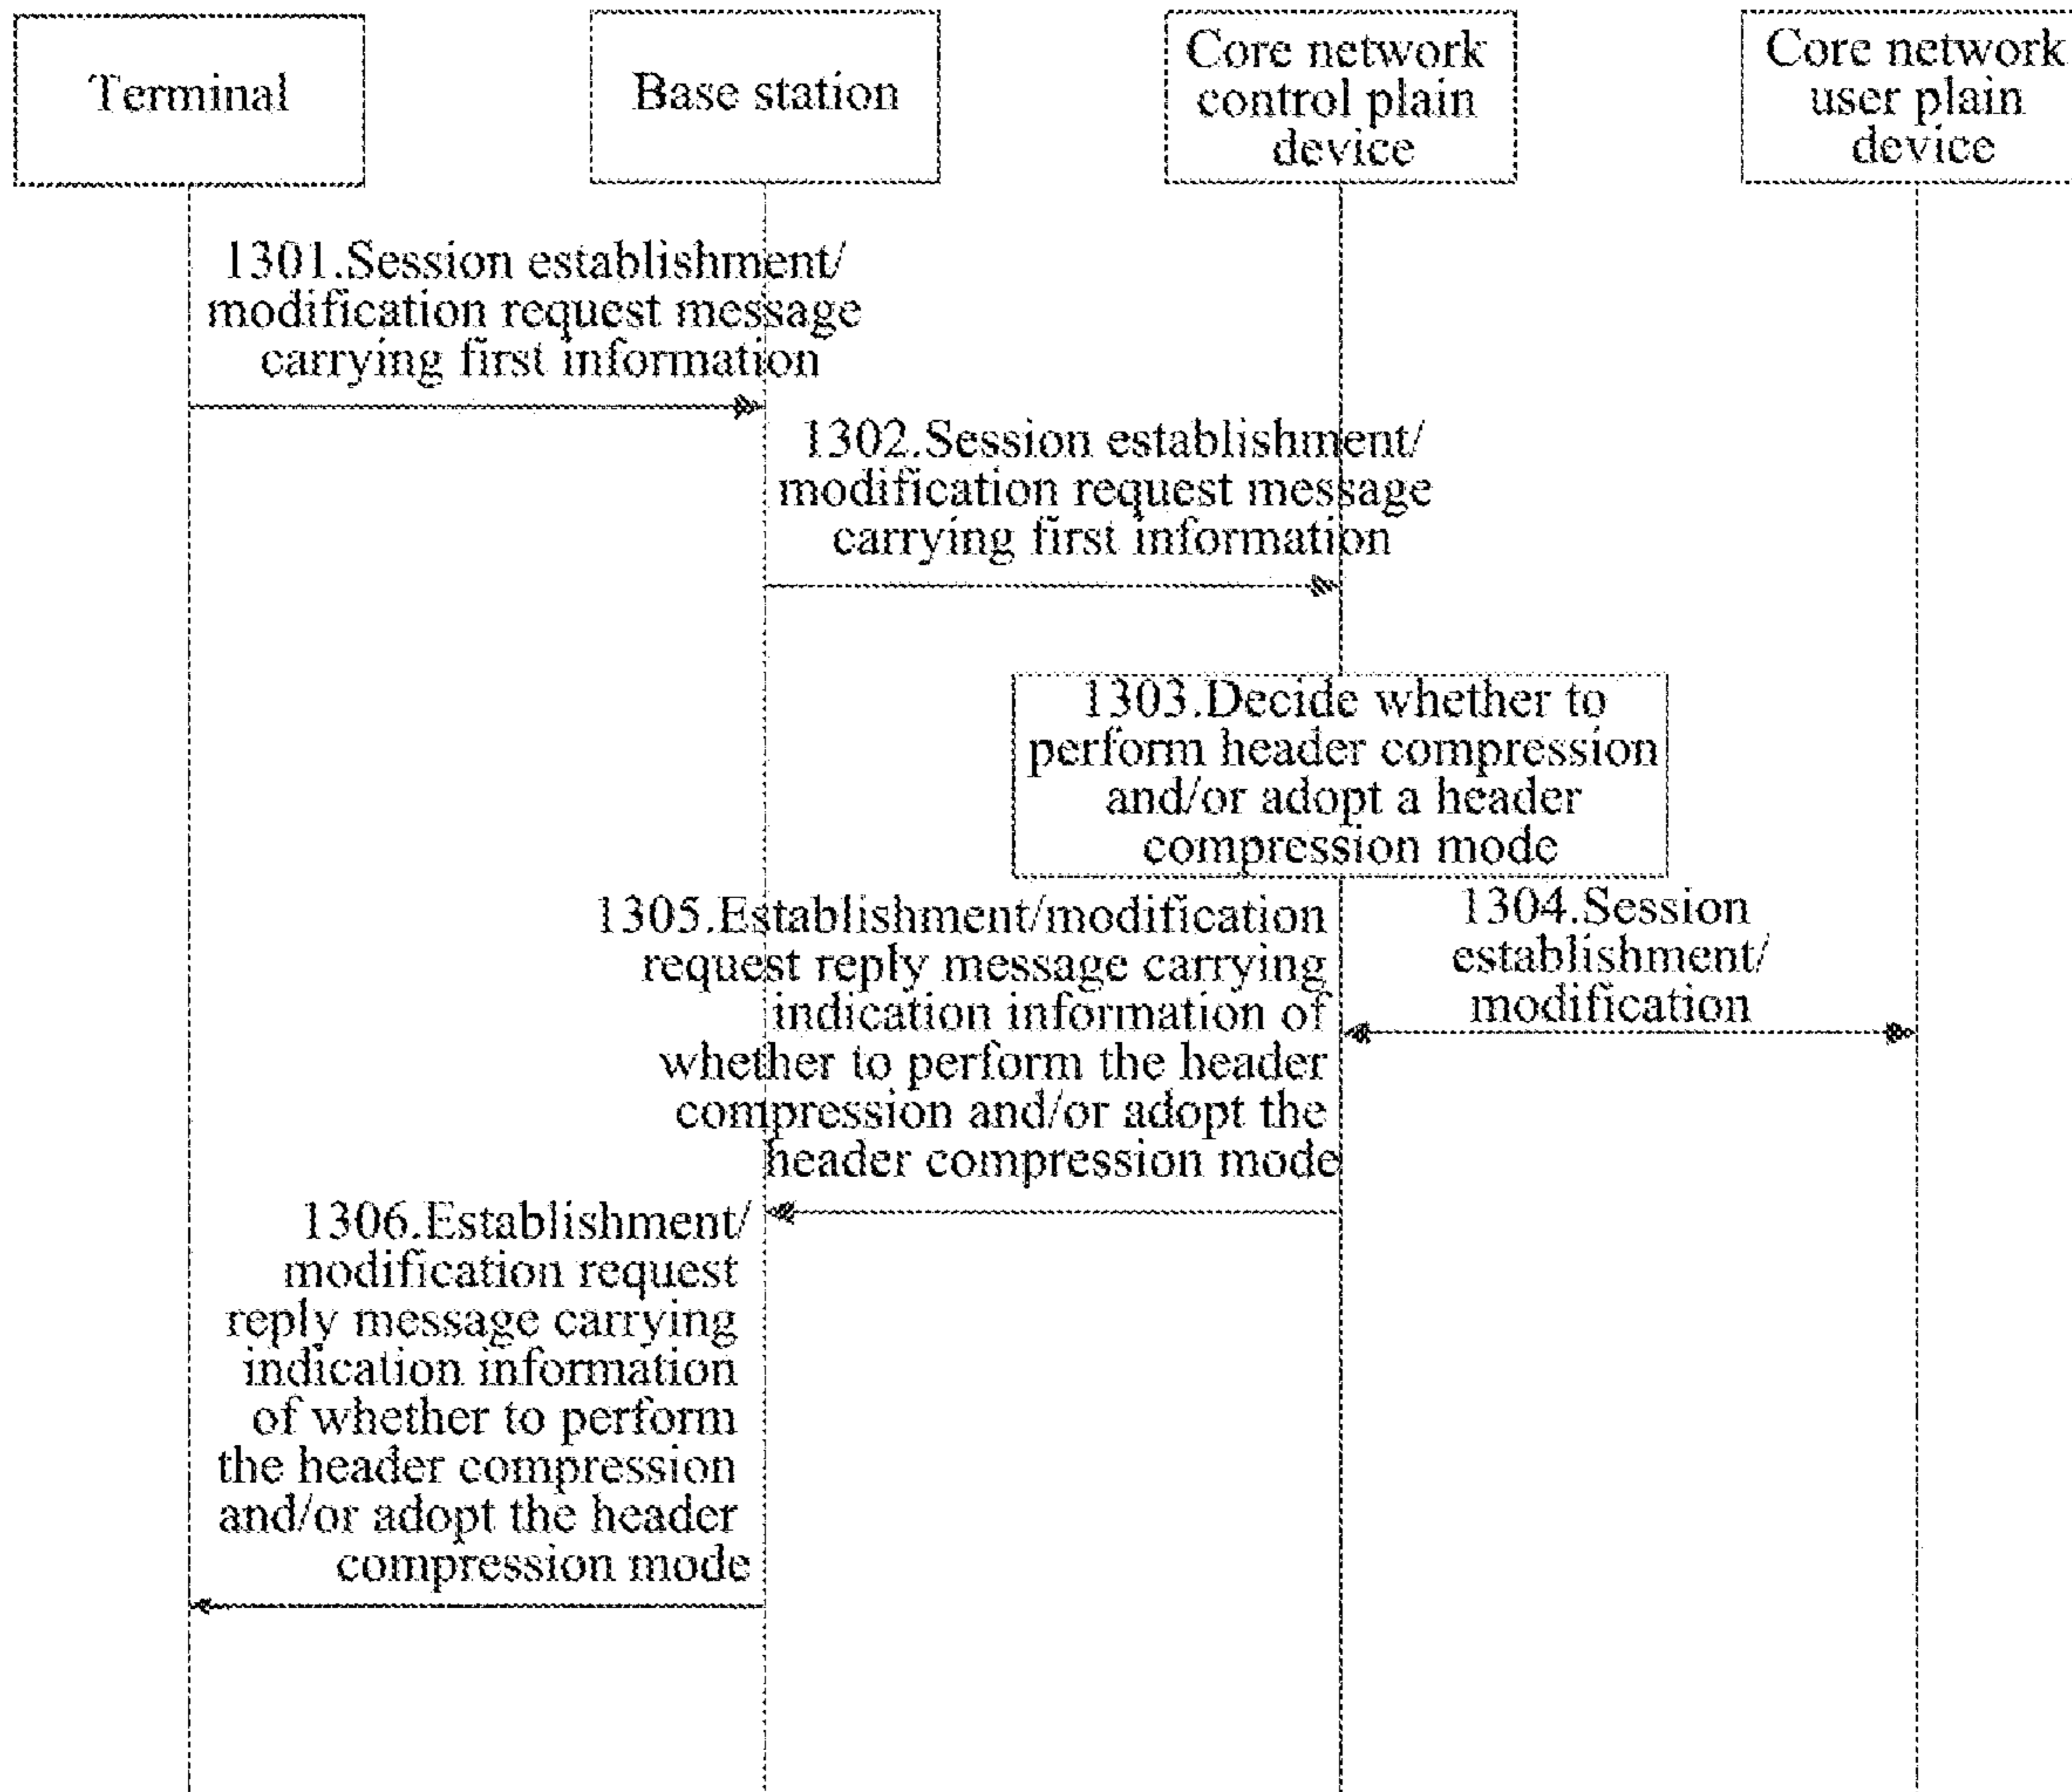 Terminal
Base station
Core network
control plain
device
Core network
user plain
device
1301.Session establishment/
modification request message
carrying first information
1302.Session establishment/
modification request message
carrying first information
1303.Decide whether to
perform header compression
and/or adopt a header
compression mode
1304.Session
establishment/
modification
1305.Establishment/modification
request reply message carrying
indication information of
whether to perform the header
compression and/or adopt the
header compression mode
1306.Establishment/
modification request
reply message carrying
indication information
of whether to perform
the header compression
and/or adopt the header
compression mode